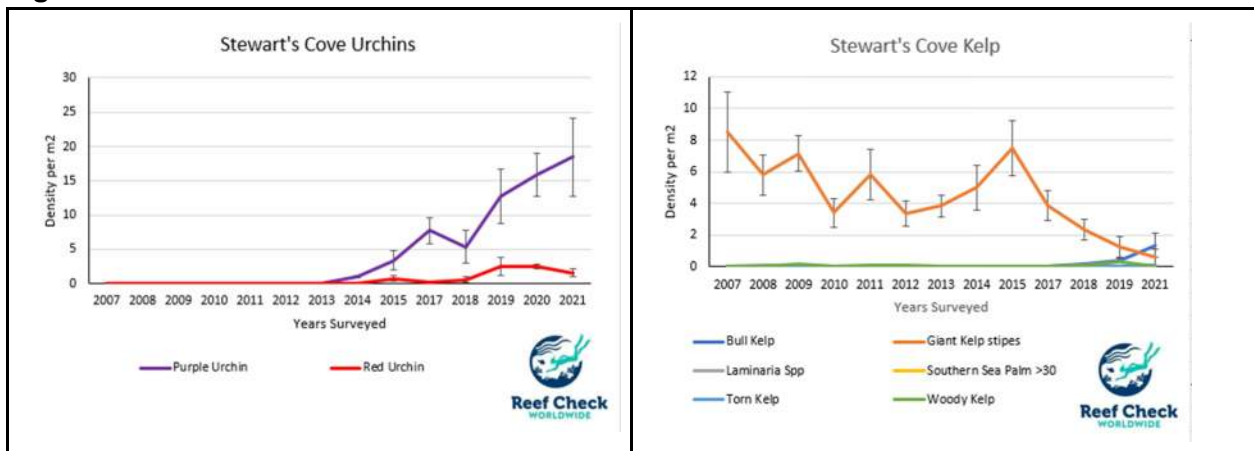 Stewart's Cove Urchins
30
25
20
15
10
5
0
Density per m2
2007 2008 2009 2010 2011 2012 2013 2014 2015 2017 2018 2019 2020 2021
Years Surveyed
Purple Urchin Red Urchin
Reef Check
WORLDWIDE
Stewart's Cove Kelp
12
10
8
6
4
2
0
Density per m2
2007 2008 2009 2010 2011 2012 2013 2014 2015 2017 2018 2019 2021
Years Surveyed
Bull Kelp Giant Kelp stipes
Laminaria Spp Southern Sea Palm >30
Torn Kelp Woody Kelp
Reef Check
WORLDWIDE